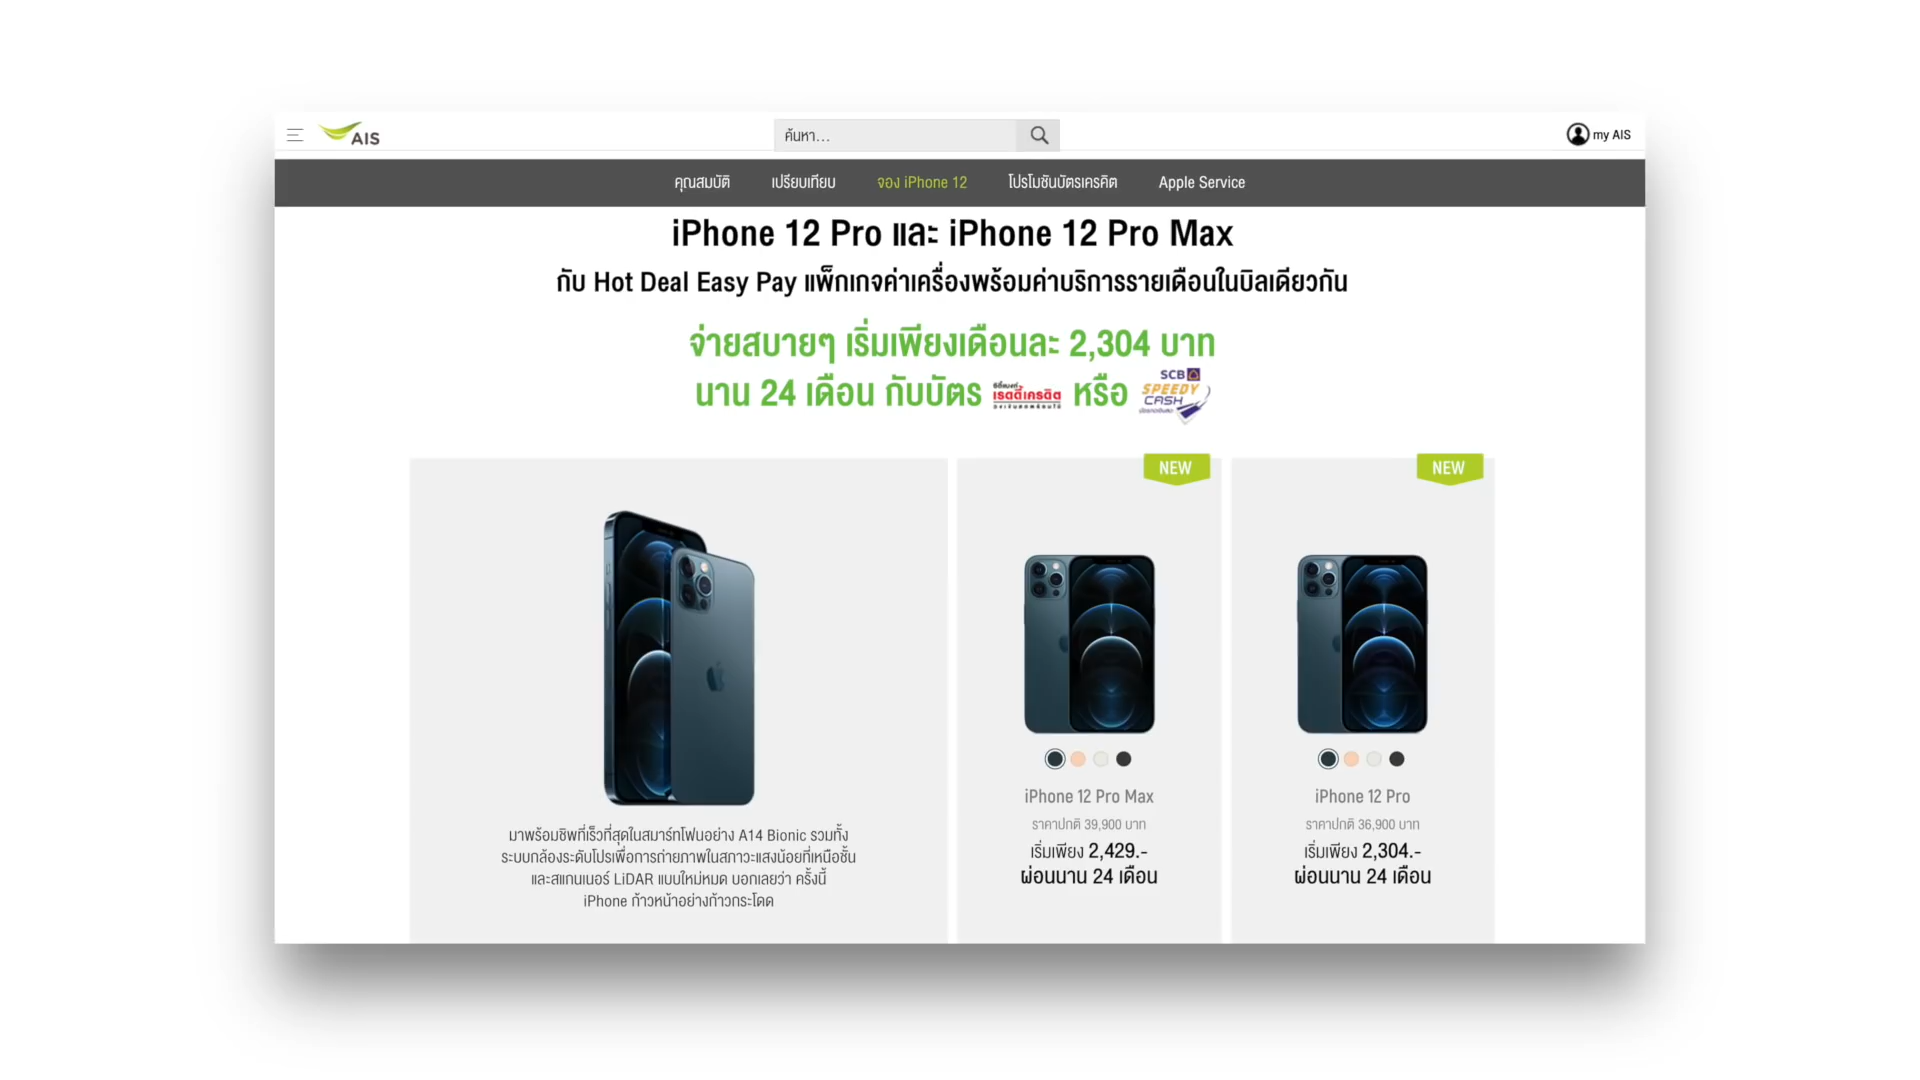 AIS
ค้นหา...
my AIS
คุณสมบัติ เปรียบเทียบ จอง iPhone 12 โปรโมชันบัตรเครดิต Apple Service
iPhone 12 Pro และ iPhone 12 Pro Max
กับ Hot Deal Easy Pay แพ็กเกจค่าเครื่องพร้อมค่าบริการรายเดือนในบิลเดียวกัน
จ่ายสบายๆ เริ่มเพียงเดือนละ 2,304 บาท
นาน 24 เดือน กับบัตร เรดดี้เครดิต หรือ SCB SPEEDY CASH
มาพร้อมชิพที่เร็วที่สุดในสมาร์ทโฟนอย่าง A14 Bionic รวมทั้ง
ระบบกล้องระดับโปรเพื่อการถ่ายภาพในสภาวะแสงน้อยที่เหนือชั้น
และสแกนเนอร์ LiDAR แบบใหม่หมด บอกเลยว่า ครั้งนี้
iPhone ก้าวหน้าอย่างก้าวกระโดด
NEW
iPhone 12 Pro Max
ราคาปกติ 39,900 บาท
เริ่มเพียง 2,429.-
ผ่อนนาน 24 เดือน
NEW
iPhone 12 Pro
ราคาปกติ 36,900 บาท
เริ่มเพียง 2,304.-
ผ่อนนาน 24 เดือน